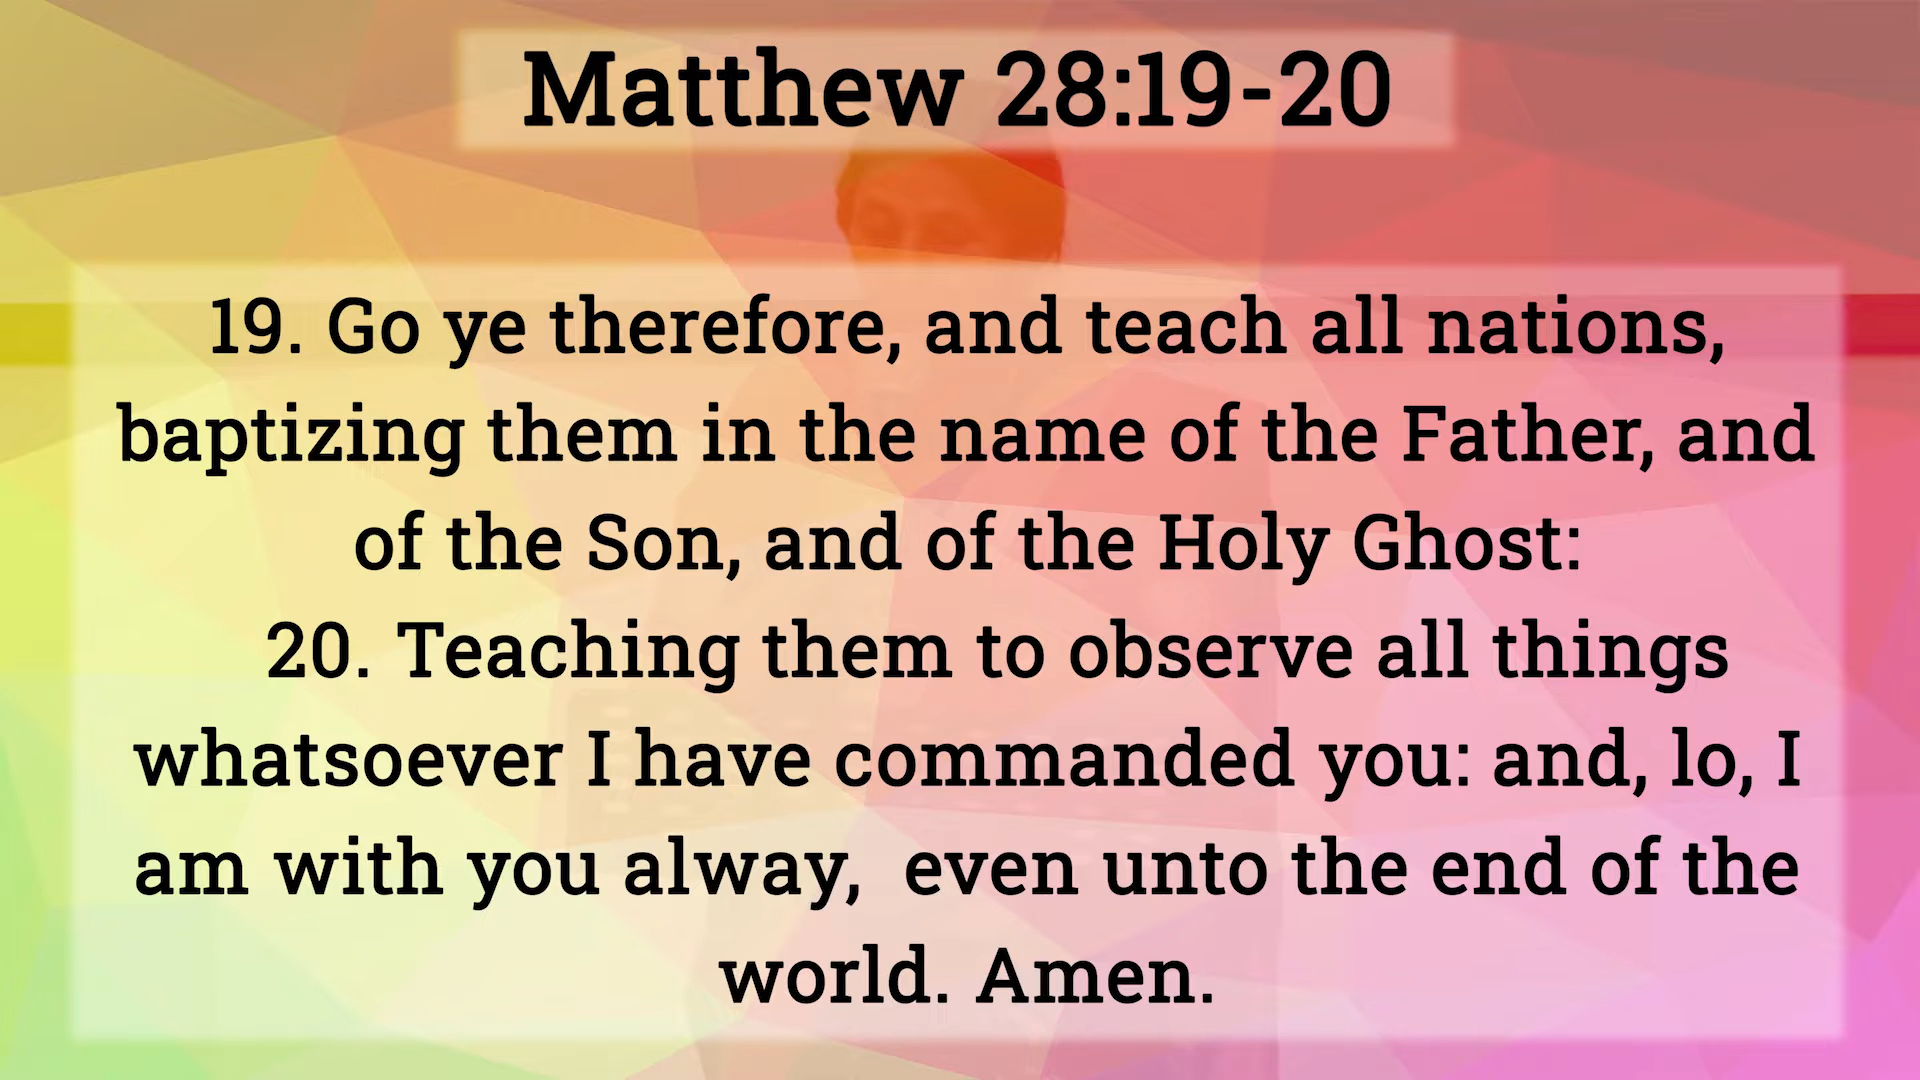 Matthew 28:19-20
19. Go ye therefore, and teach all nations,
baptizing them in the name of the Father, and
of the Son, and of the Holy Ghost:
20. Teaching them to observe all things
whatsoever I have commanded you: and, lo, I
am with you alway,  even unto the end of the
world. Amen.